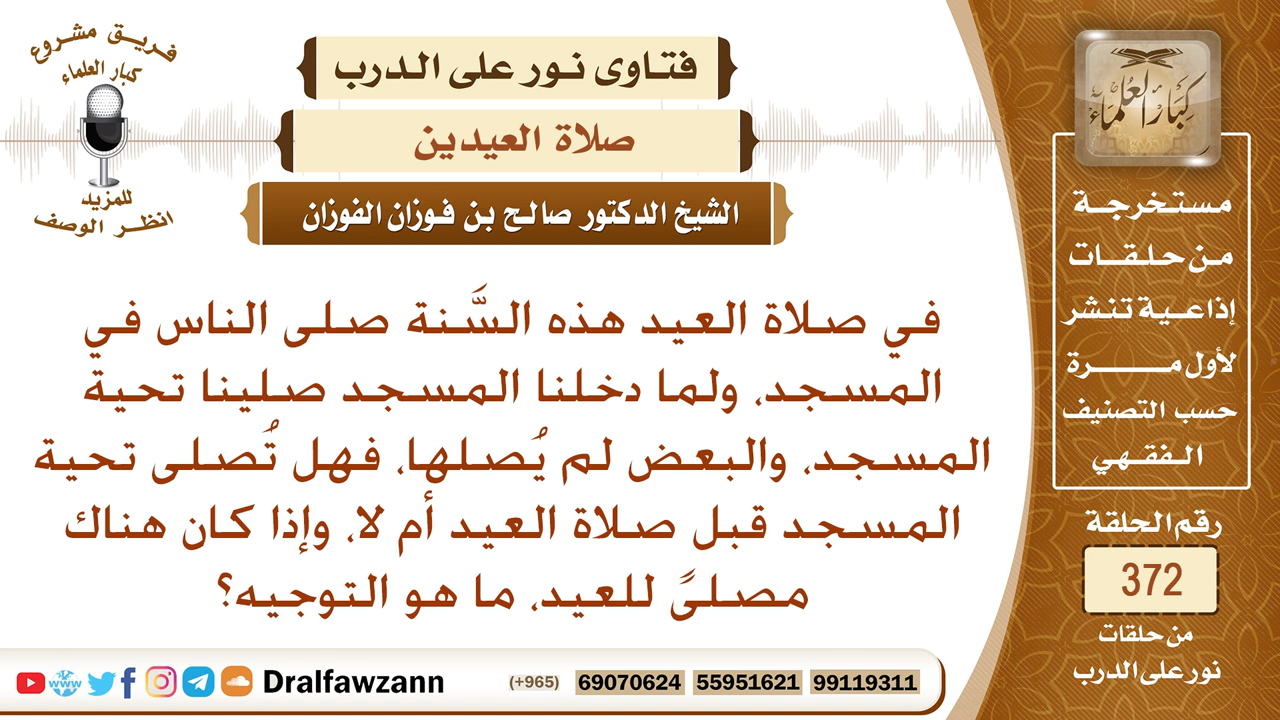 فريق مشروع
كبار العلماء
للمزيد
انظر الوصف
فتاوى نور على الدرب
صلاة العيدين
الشيخ الدكتور صالح بن فوزان الفوزان
في صلاة العيد هذه السَّنة صلى الناس في
المسجد، ولما دخلنا المسجد صلينا تحية
المسجد، والبعض لم يُصلها، فهل تُصلى تحية
المسجد قبل صلاة العيد أم لا، وإذا كان هناك
مصلىً للعيد، ما هو التوجيه؟
كبار العلماء
مستخرجة
من حلقات
إذاعية تنشر
لأول مرة
حسب التصنيف
الفقهي
رقم الحلقة
372
من حلقات
نور على الدرب
www Dralfawzann (+965) 69070624 55951621 99119311